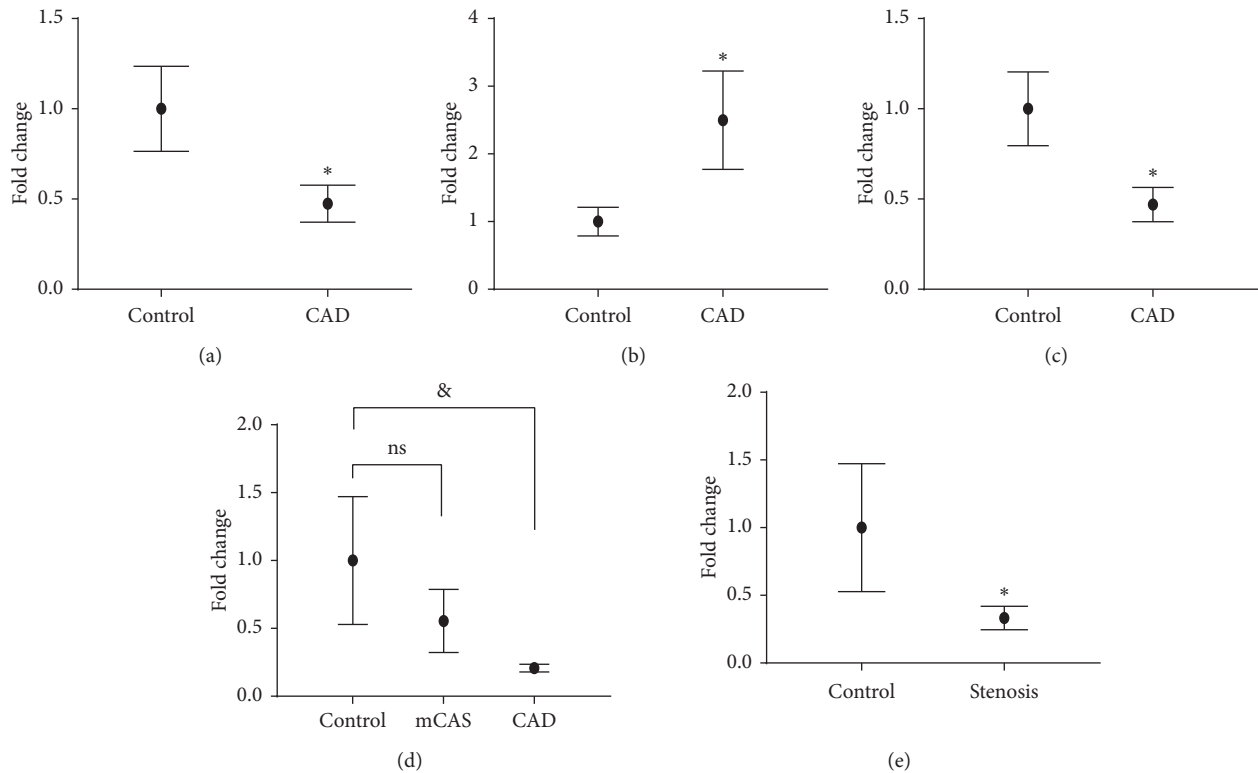 Fold change
1.5
1.0
0.5
0.0
*
Control CAD
(a)
Fold change
4
3
2
1
0
*
Control CAD
(b)
Fold change
1.5
1.0
0.5
0.0
*
Control CAD
(c)
Fold change
2.0
1.5
1.0
0.5
0.0
&
ns
Control mCAS CAD
(d)
Fold change
2.0
1.5
1.0
0.5
0.0
*
Control Stenosis
(e)